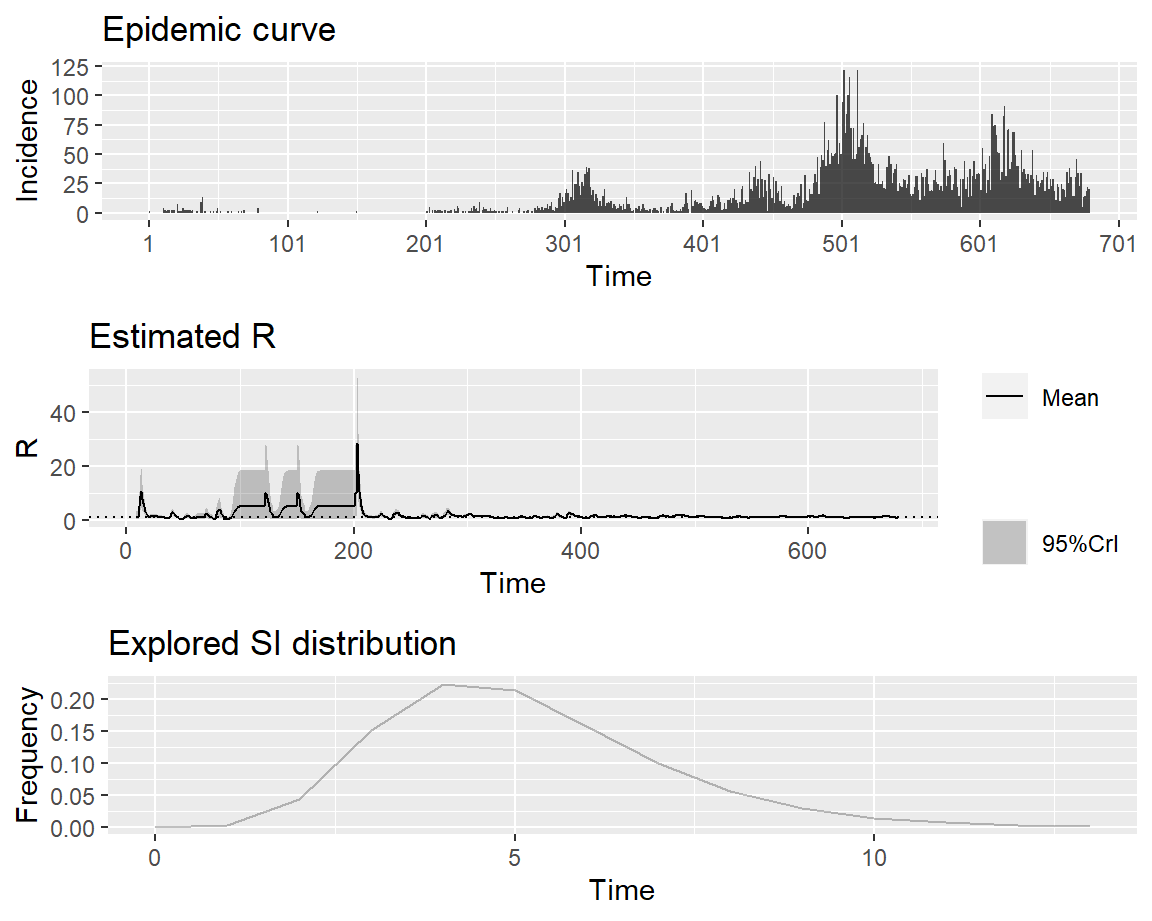 Epidemic curve
125
100
75
50
25
0
Incidence
1 101 201 301 401 501 601 701
Time
Estimated R
40
20
0
R
0 200 400 600
Time
Mean
95%CrI
Explored SI distribution
0.20
0.15
0.10
0.05
0.00
Frequency
0 5 10
Time